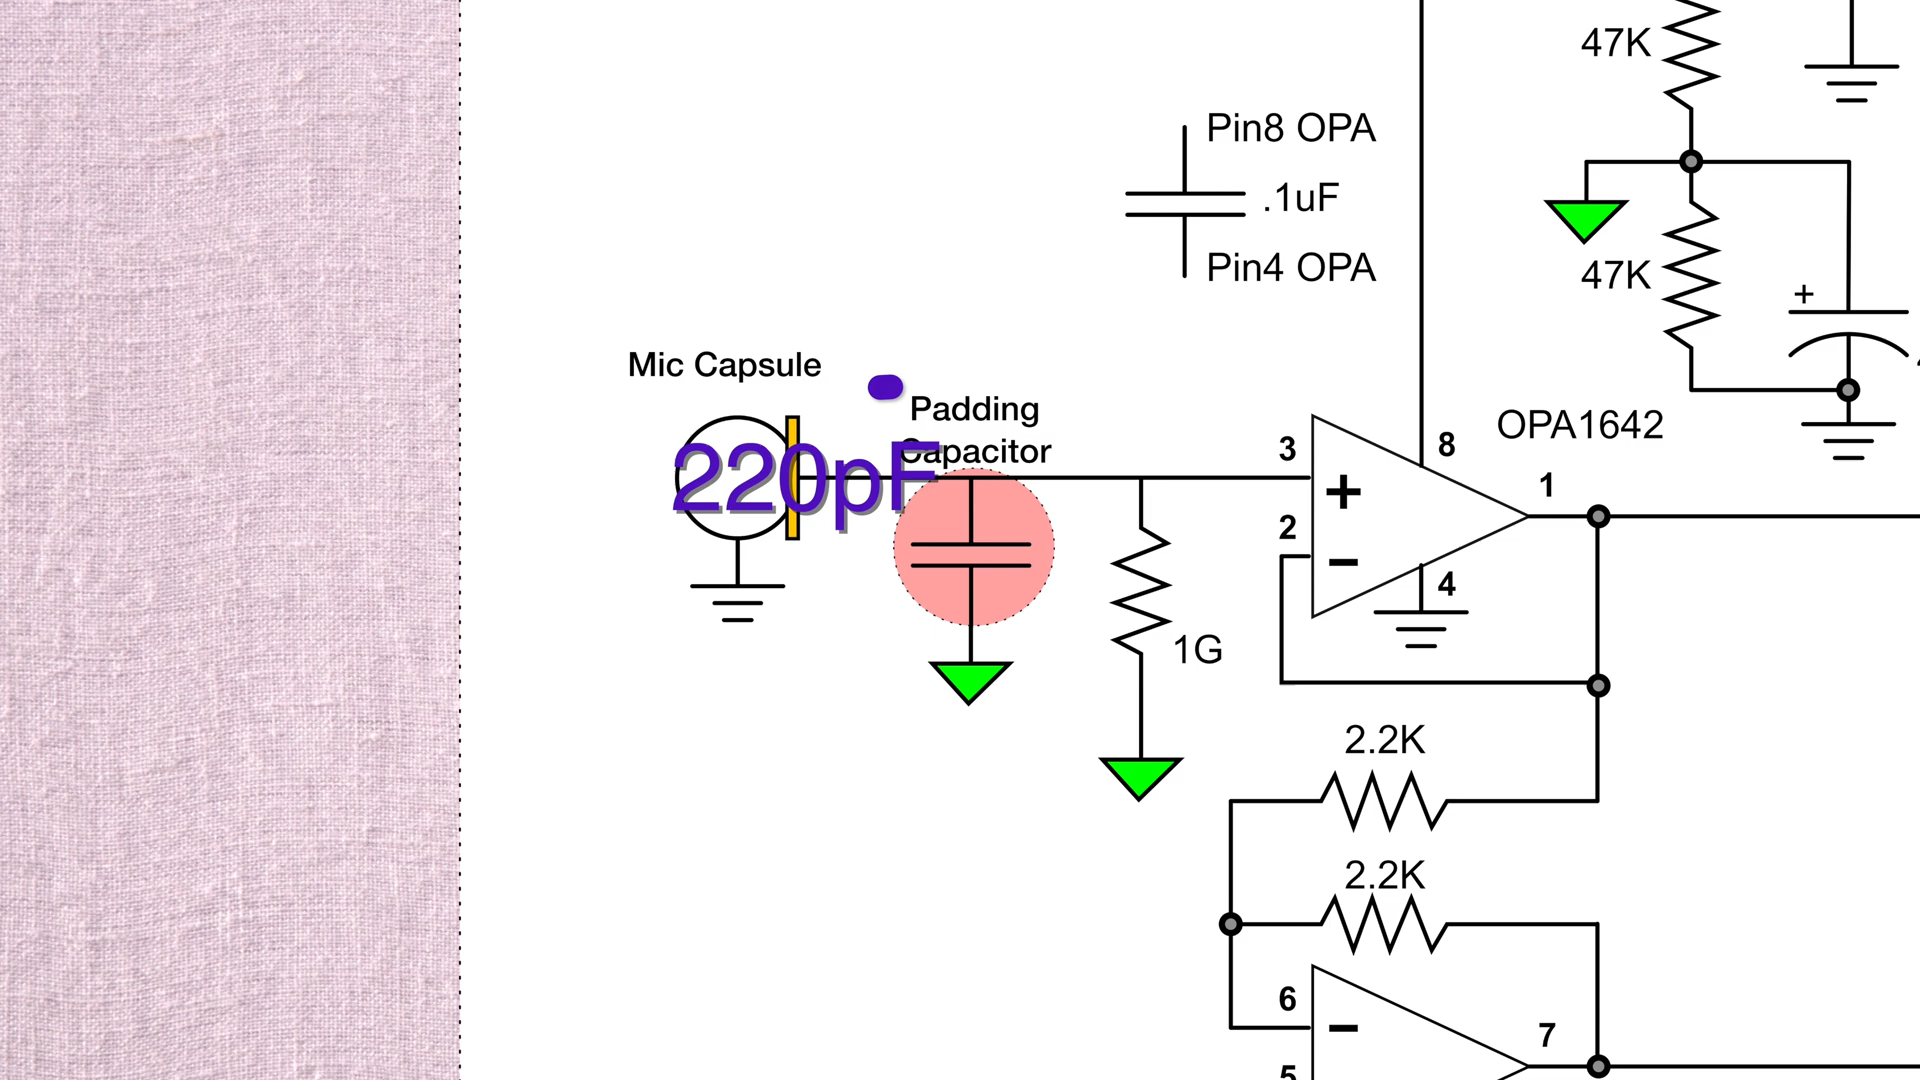 47K
Pin8 OPA
.1uF
Pin4 OPA
47K
+
Mic Capsule
Padding
Capacitor
220pF
OPA1642
3
8
+
1
2
−
4
1G
2.2K
2.2K
6
−
7
5